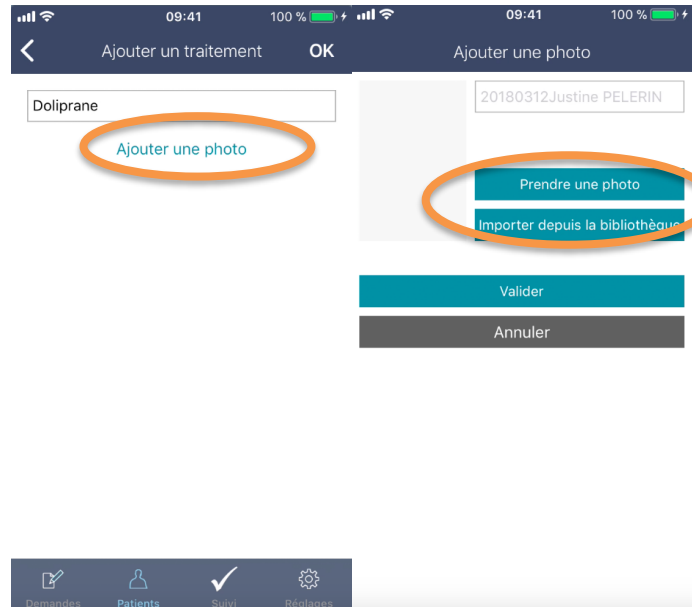 09:41
100 %
Ajouter un traitement
OK
Doliprane
Ajouter une photo
Demandes
Patients
Suivi
Réglages
09:41
100 %
Ajouter une photo
20180312Justine PELERIN
Prendre une photo
Importer depuis la bibliothèque
Valider
Annuler